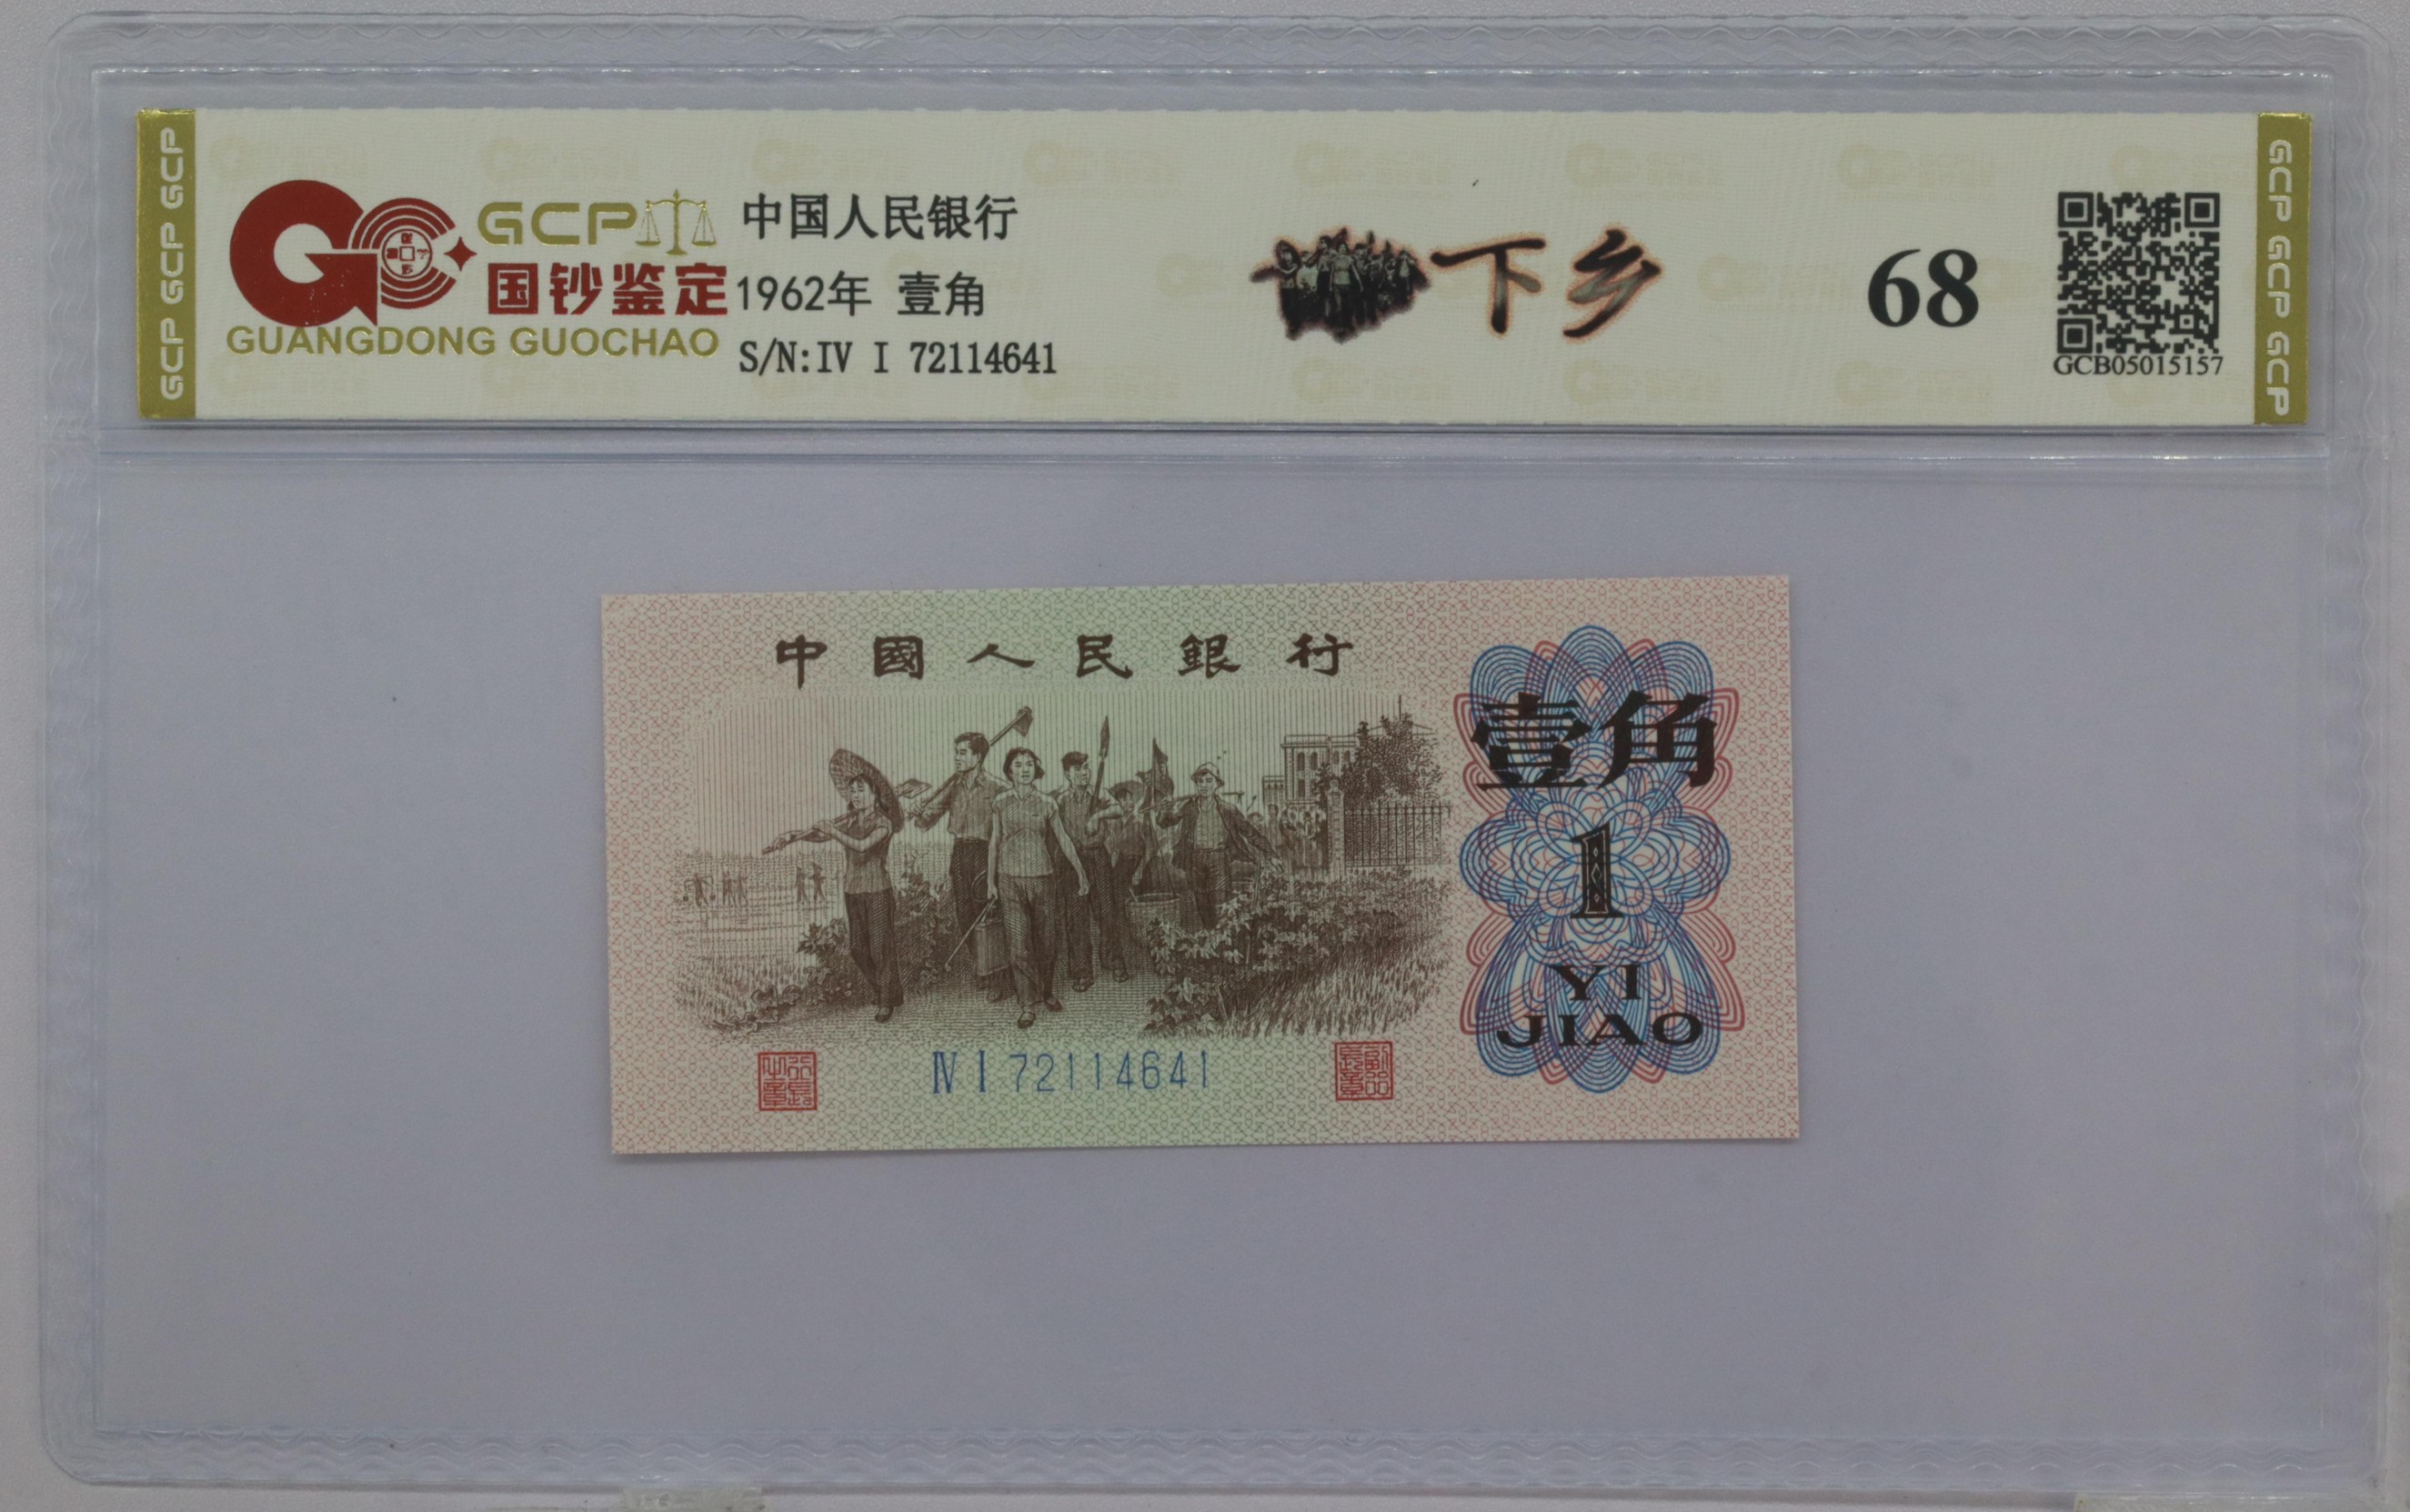 GCP GCP GCP
GCP
国钞鉴定
GUANGDONG GUOCHAO
中国人民银行
1962年 壹角
S/N:IV I 72114641
下乡
68
GCB05015157
GCP GCP GCP
中國人民銀行
壹角
1
YI
JIAO
Ⅳ Ⅰ 72114641